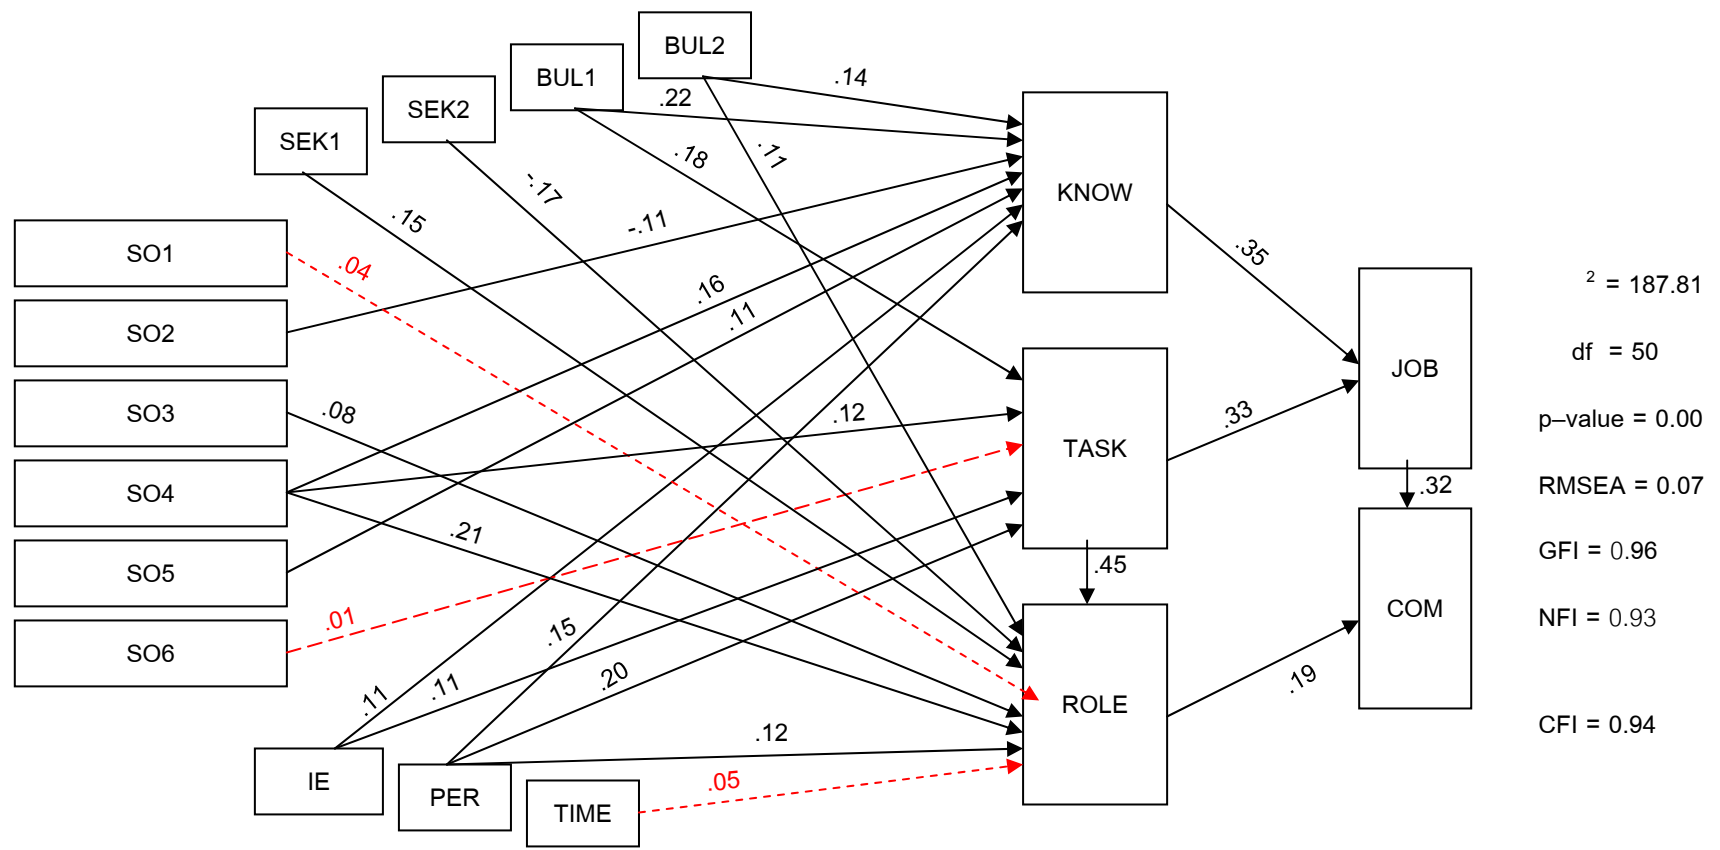 BUL2
BUL1
SEK2
SEK1
.14
.22
.18
.11
-.17
.15
-.11
KNOW
SO1
.04
SO2
.16
.11
.35
² = 187.81
SO3
.08
.12
JOB
df = 50
TASK
.33
p–value = 0.00
SO4
.21
.32
RMSEA = 0.07
SO5
.45
GFI = 0.96
SO6
.01
.15
COM
NFI = 0.93
.11
.11
.20
ROLE
.19
.12
CFI = 0.94
IE
PER
TIME
.05